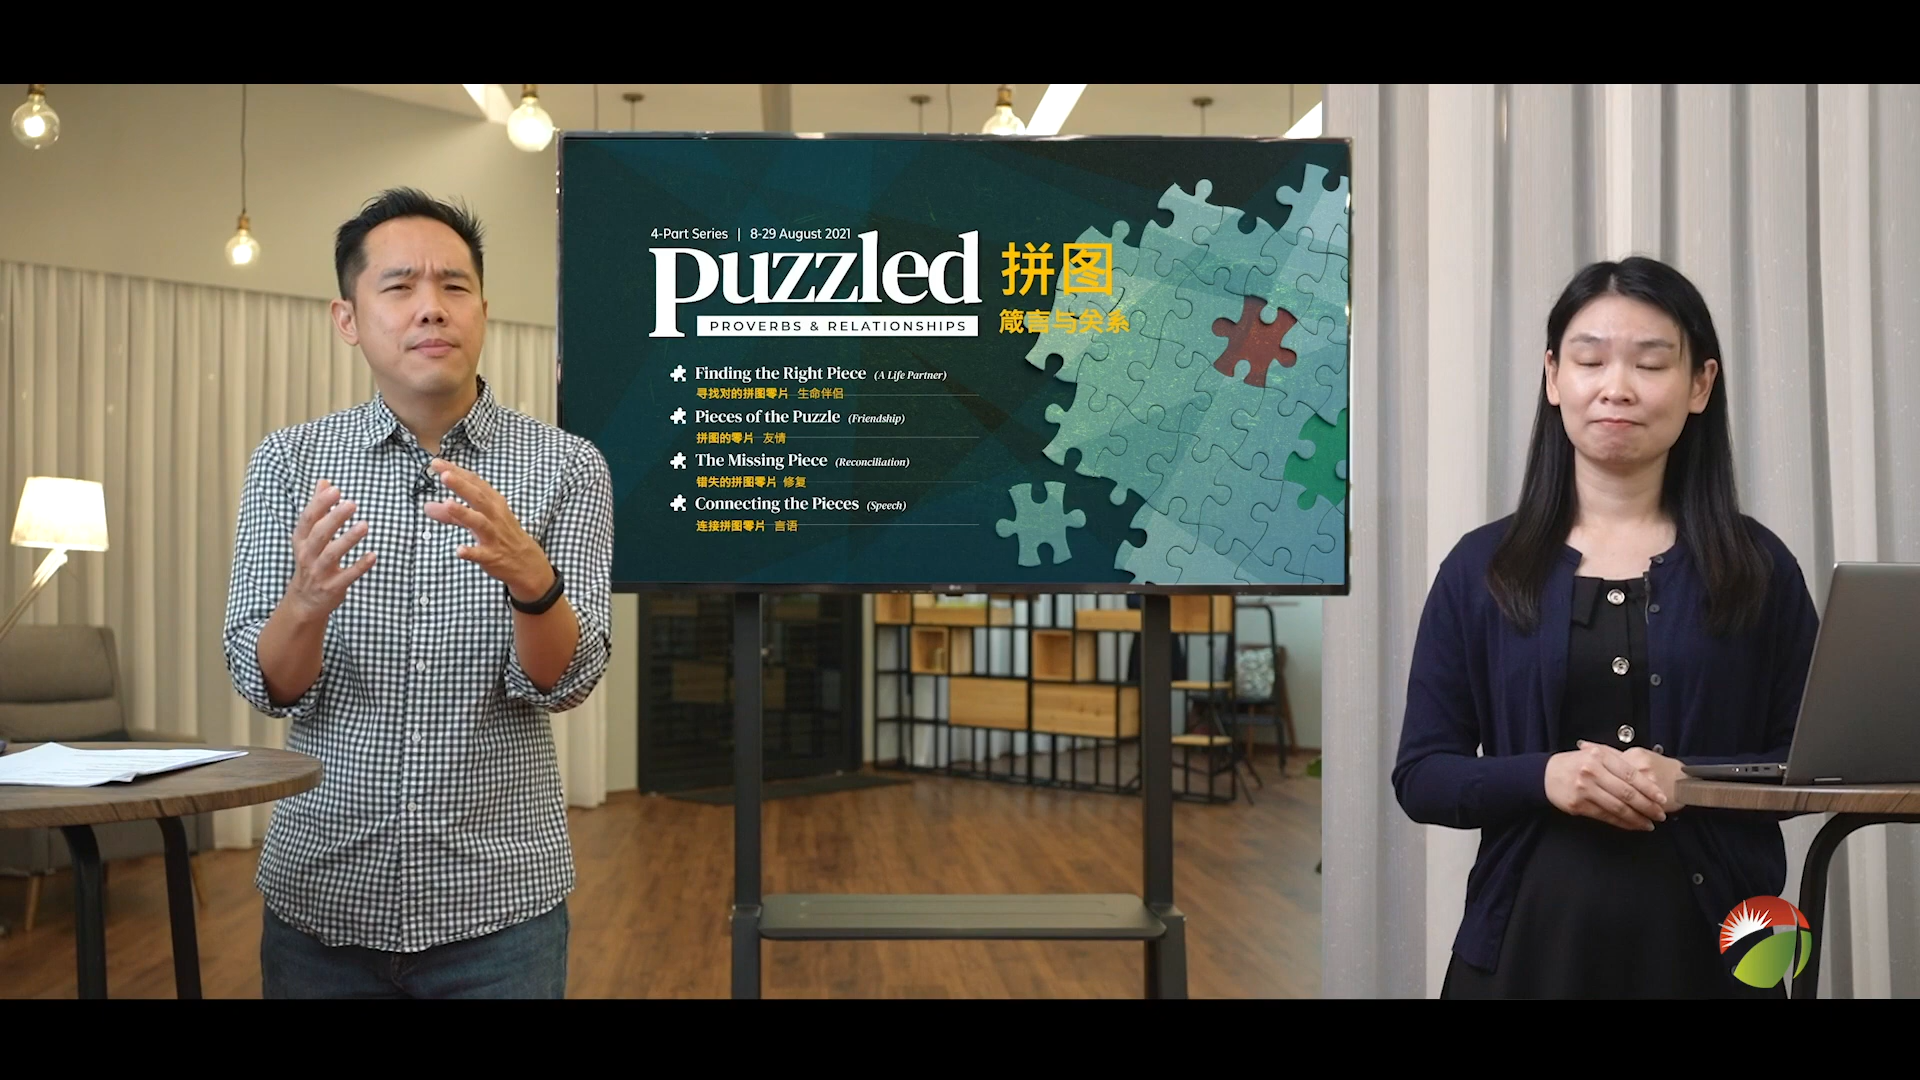 4-Part Series | 8-29 August 2021
puzzled 拼图
PROVERBS & RELATIONSHIPS 箴言与关系
Finding the Right Piece (A Life Partner)
寻找对的拼图零片 生命伴侣
Pieces of the Puzzle (Friendship)
拼图的零片 友情
The Missing Piece (Reconciliation)
错失的拼图零片 修复
Connecting the Pieces (Speech)
连接拼图零片 言语